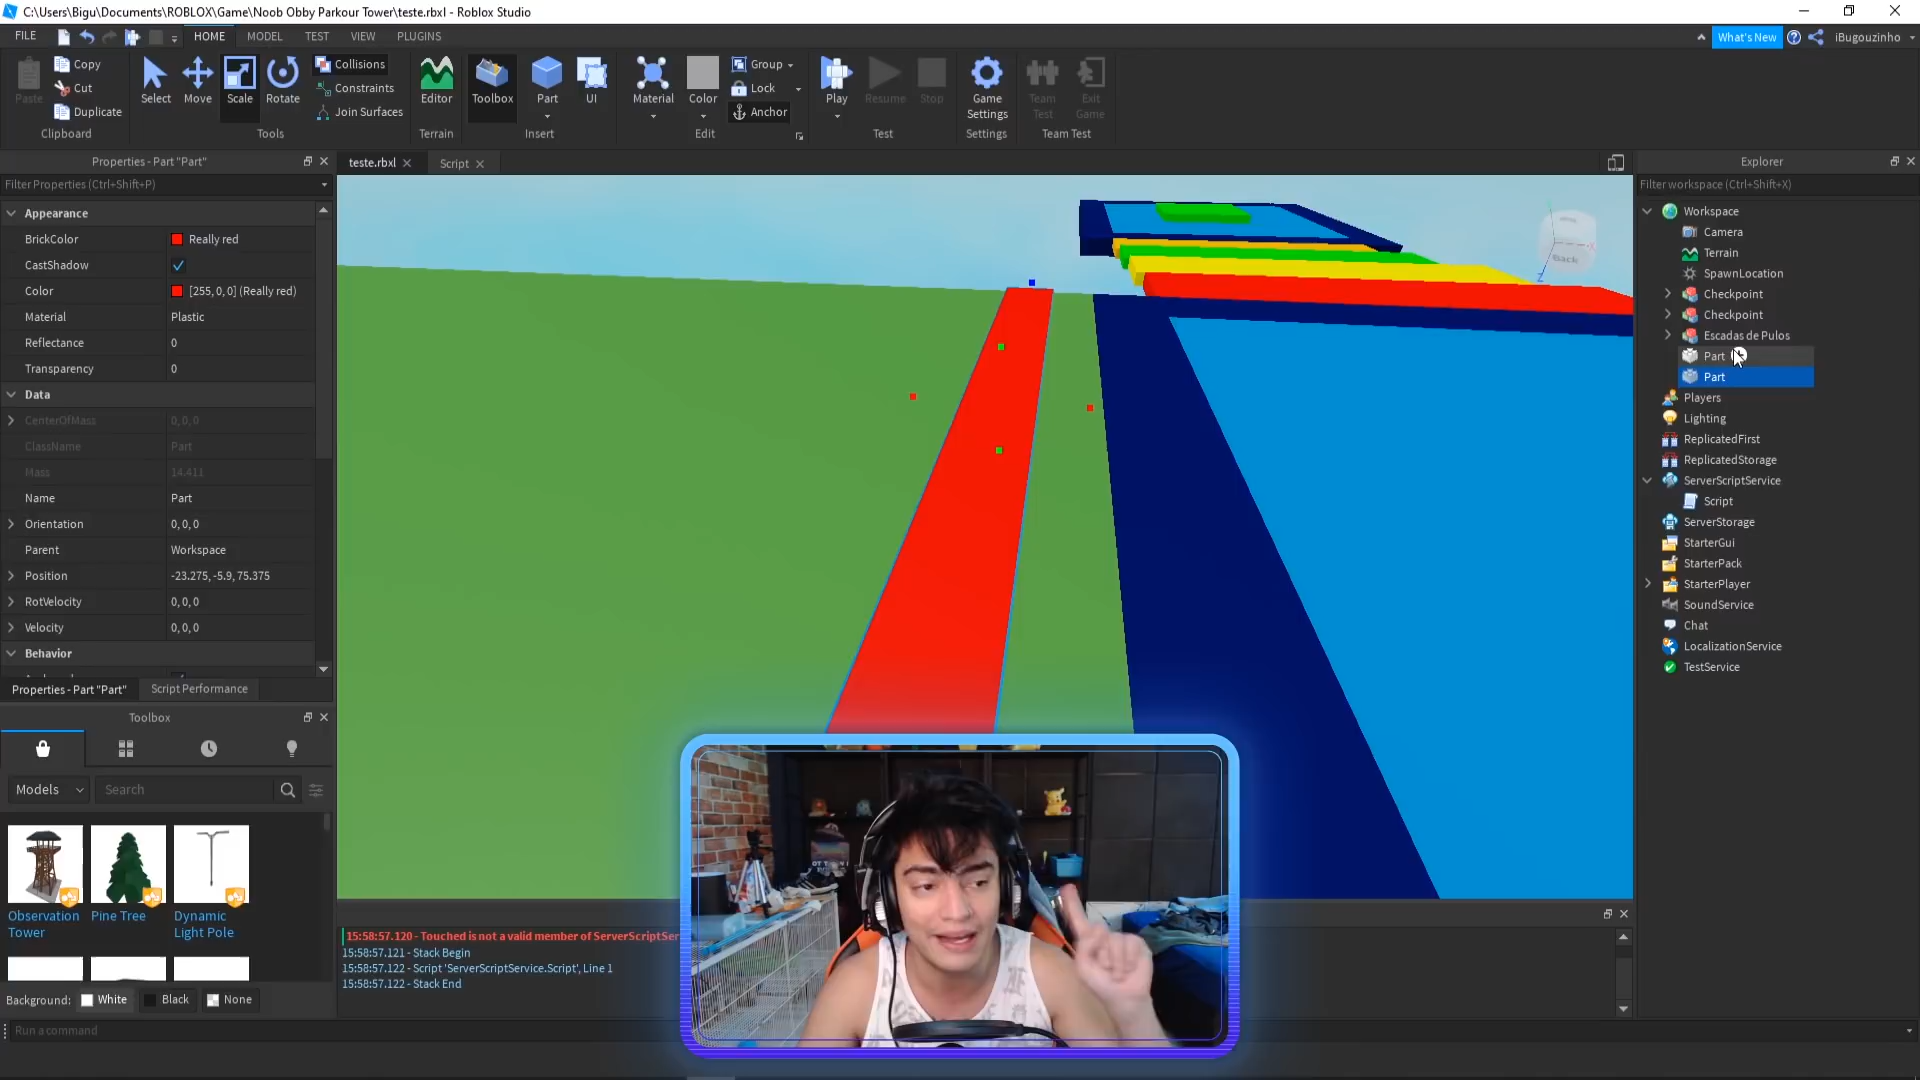 C:\Users\Bigu\Documents\ROBLOX\Game\Noob Obby Parkour Tower\teste.rbxl - Roblox Studio
FILE HOME MODEL TEST VIEW PLUGINS What's New iBugouzinho
Paste Copy Cut Duplicate Clipboard
Select Move Scale Rotate Collisions Constraints Join Surfaces Tools
Editor Terrain
Toolbox Part UI Insert
Material Color Group Lock Anchor Edit
Play Resume Stop Test
Game Settings Settings
Team Test Exit Game Team Test
Properties - Part "Part"
Filter Properties (Ctrl+Shift+P)
Appearance
BrickColor Really red
CastShadow
Color [255, 0, 0] (Really red)
Material Plastic
Reflectance 0
Transparency 0
Data
CenterOfMass 0, 0, 0
ClassName Part
Mass 14.411
Name Part
Orientation 0, 0, 0
Parent Workspace
Position -23.275, -5.9, 75.375
RotVelocity 0, 0, 0
Velocity 0, 0, 0
Behavior
Properties - Part "Part" Script Performance
Toolbox
Models Search
Observation Tower
Pine Tree
Dynamic Light Pole
Background: White Black None
Run a command
teste.rbxl Script
Back
15:58:57.120 - Touched is not a valid member of ServerScriptSer
15:58:57.121 - Stack Begin
15:58:57.122 - Script 'ServerScriptService.Script', Line 1
15:58:57.122 - Stack End
Explorer
Filter workspace (Ctrl+Shift+X)
Workspace
Camera
Terrain
SpawnLocation
Checkpoint
Checkpoint
Escadas de Pulos
Part
Part
Players
Lighting
ReplicatedFirst
ReplicatedStorage
ServerScriptService
Script
ServerStorage
StarterGui
StarterPack
StarterPlayer
SoundService
Chat
LocalizationService
TestService